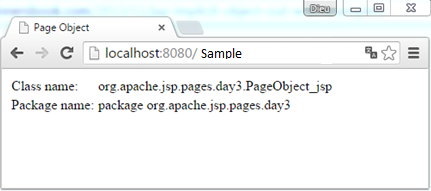 Dieu
Page Object
localhost:8080/ Sample
Class name: org.apache.jsp.pages.day3.PageObject_jsp
Package name: package org.apache.jsp.pages.day3